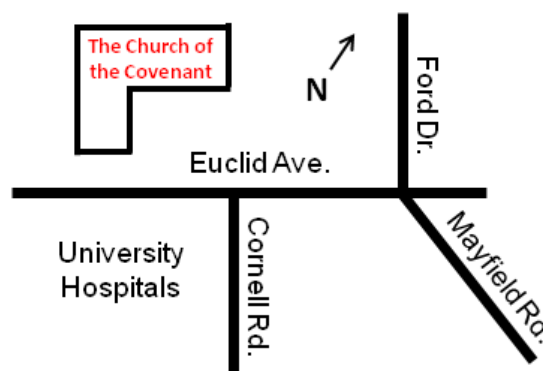 The Church of
the Covenant
N
Ford Dr.
Euclid Ave.
University
Hospitals
Cornell Rd.
Mayfield Rd.